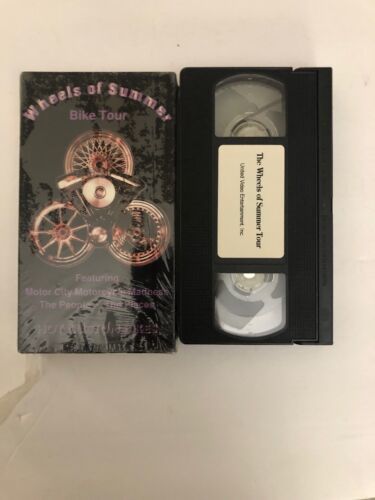 Wheels of Summer
Bike Tour
Featuring
Motor City Motorcycle Madness
The People The Places
The Wheels of Summer Tour
United Video Entertainment, Inc.